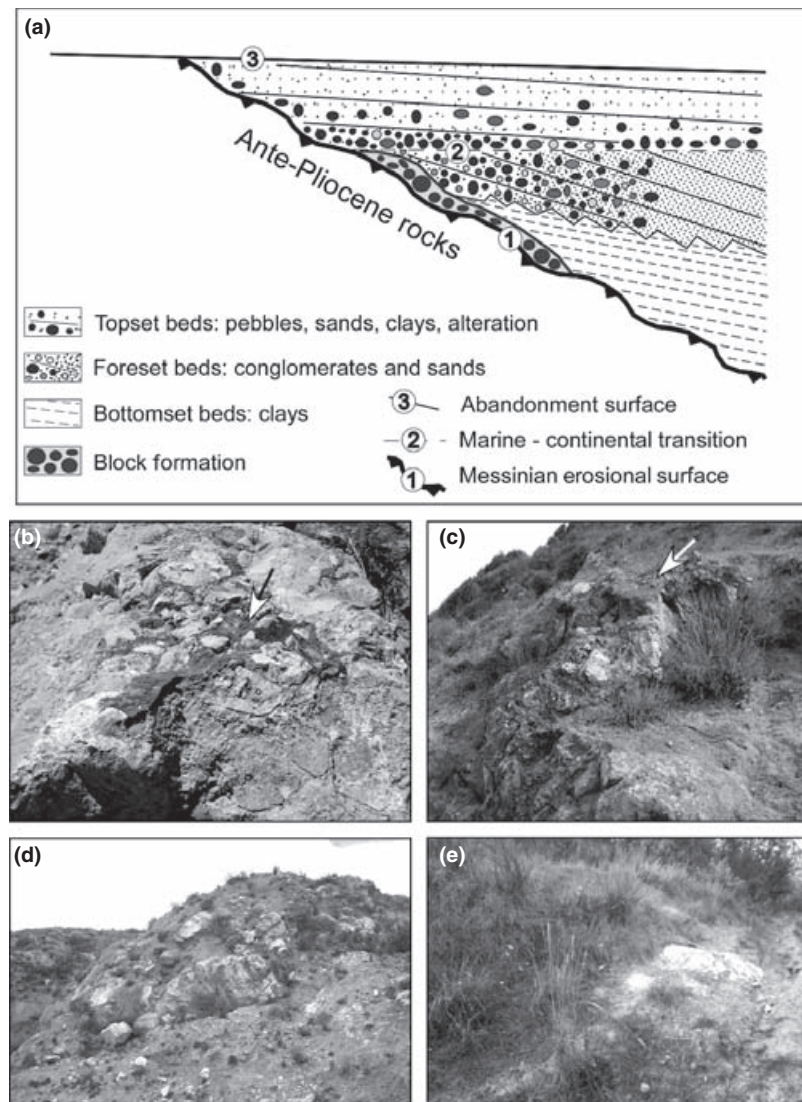 (a)
3
2
Ante-Pliocene rocks
1
Topset beds: pebbles, sands, clays, alteration
Foreset beds: conglomerates and sands
Bottomset beds: clays
Block formation
3 Abandonment surface
2 Marine - continental transition
1 Messinian erosional surface
(b)
(c)
(d)
(e)